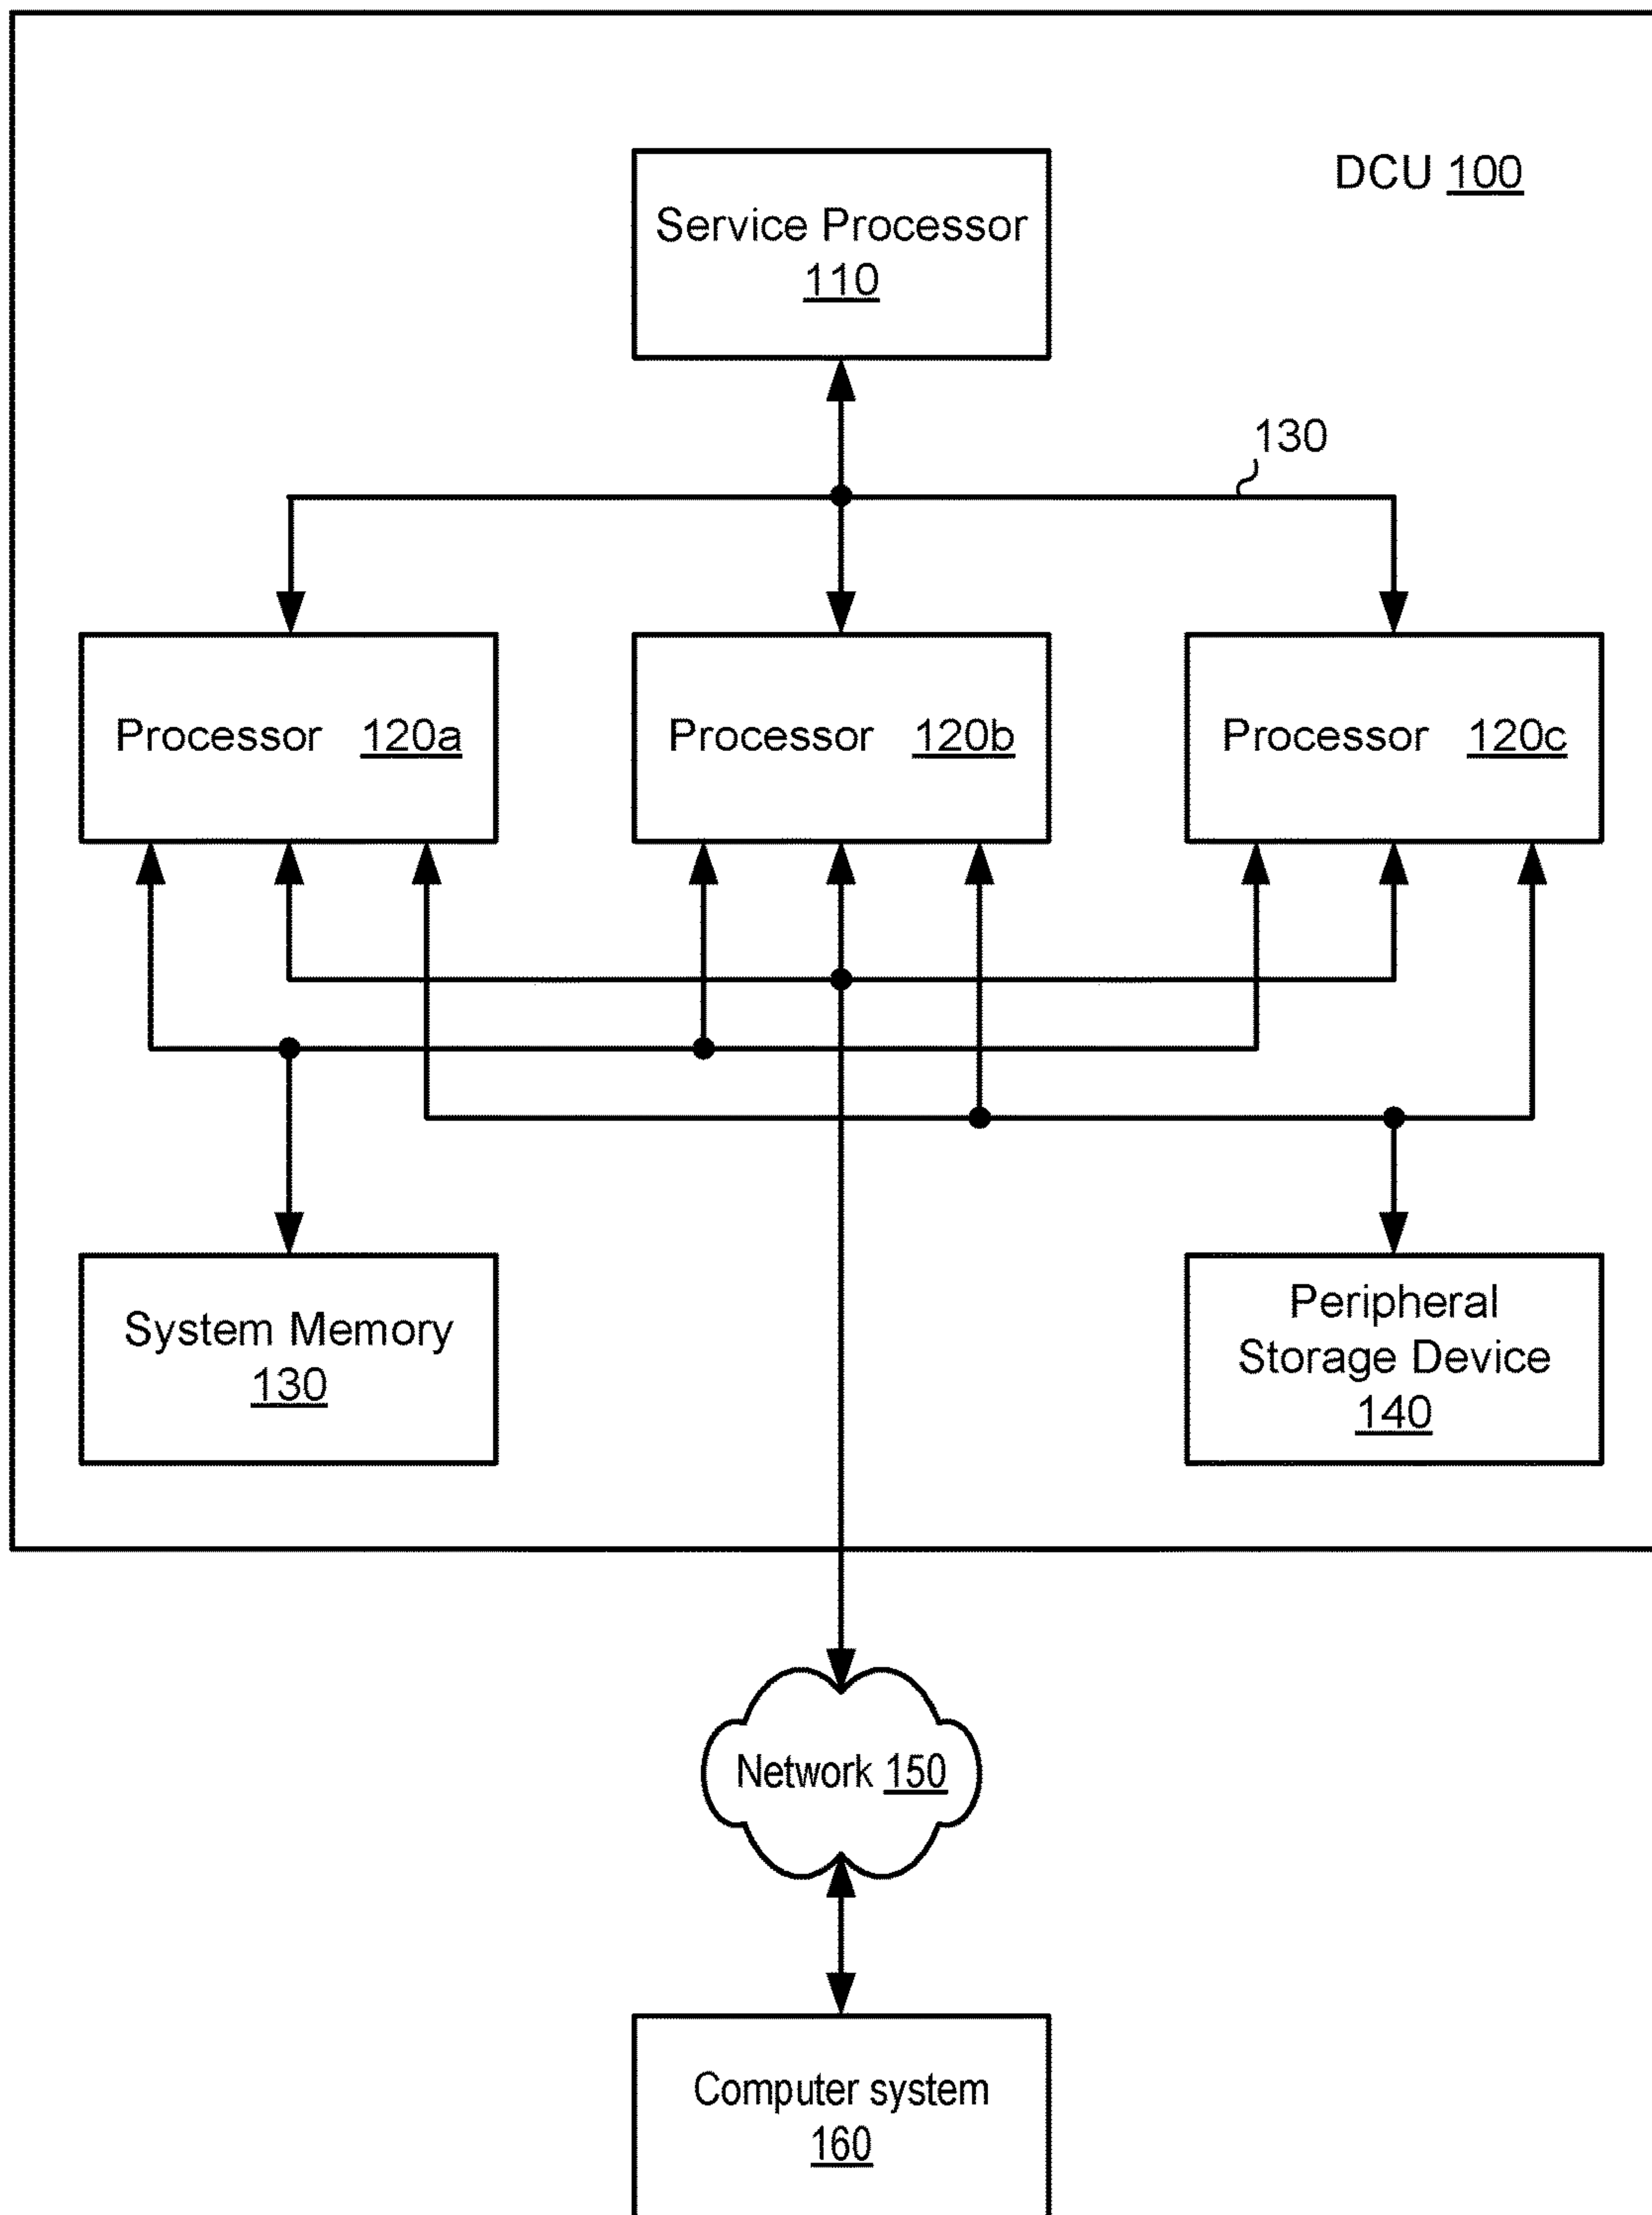 DCU 100
Service Processor
110
130
Processor 120a
Processor 120b
Processor 120c
System Memory
130
Peripheral
Storage Device
140
Network 150
Computer system
160